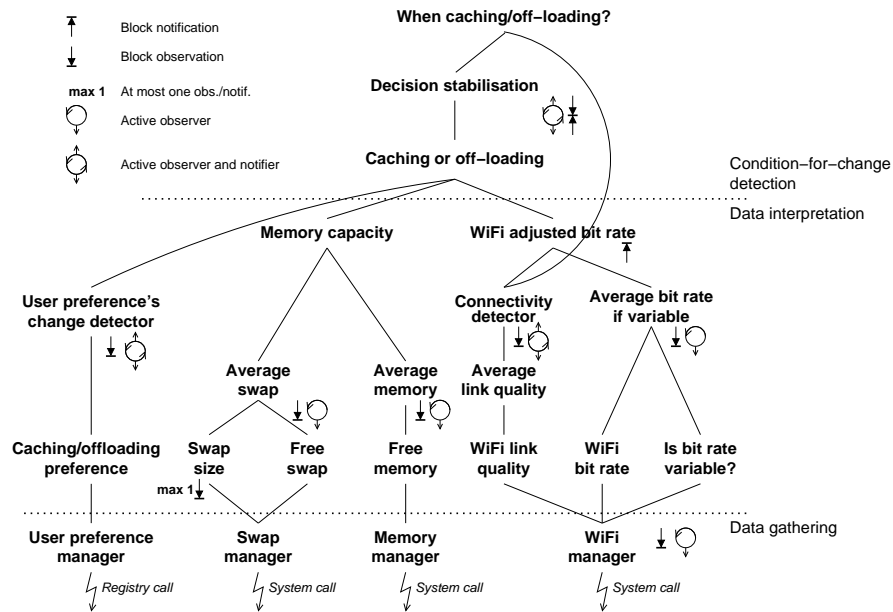 When caching/off−loading?
Block notification
Block observation
max 1 At most one obs./notif.
Active observer
Active observer and notifier
Decision stabilisation
Caching or off−loading
Condition−for−change
detection
Data interpretation
Memory capacity
WiFi adjusted bit rate
User preference's
change detector
Connectivity
detector
Average bit rate
if variable
Average
swap
Average
memory
Average
link quality
Caching/offloading
preference
Swap
size
max 1
Free
swap
Free
memory
WiFi link
quality
WiFi
bit rate
Is bit rate
variable?
Data gathering
User preference
manager
Swap
manager
Memory
manager
WiFi
manager
Registry call
System call
System call
System call